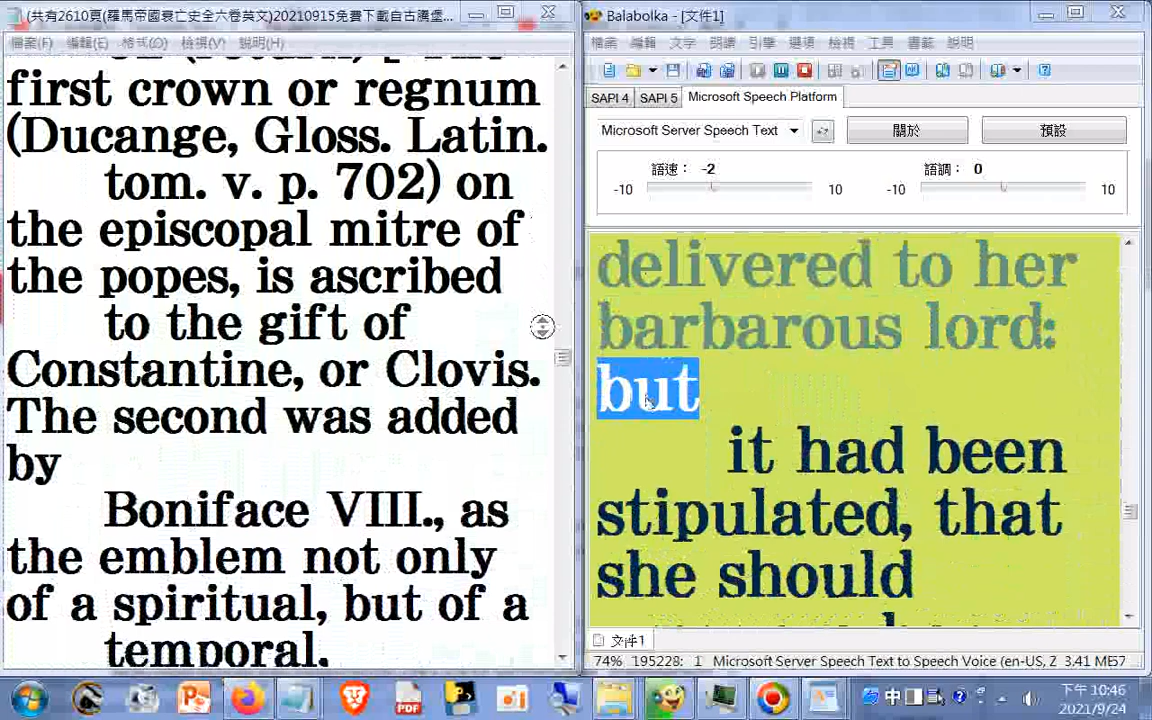 (共有2610頁(羅馬帝國衰亡史全六卷英文)20210915免費下載自古騰堡...
檔案(F) 編輯(E) 格式(O) 檢視(V) 說明(H)
first crown or regnum
(Ducange, Gloss. Latin.
tom. v. p. 702) on
the episcopal mitre of
the popes, is ascribed
to the gift of
Constantine, or Clovis.
The second was added
by
Boniface VIII., as
the emblem not only
of a spiritual, but of a
temporal,
Balabolka - [文件1]
檔案 編輯 文字 朗讀 引擎 選項 檢視 工具 書籤 說明
SAPI 4 SAPI 5 Microsoft Speech Platform
Microsoft Server Speech Text 關於 預設
語速: -2 語調: 0
-10 10 -10 10
delivered to her
barbarous lord:
but
it had been
stipulated, that
she should
文件1
74% 195228: 1 Microsoft Server Speech Text to Speech Voice (en-US, Z 3.41 ME57
PDF 中 下午 10:46
2021/9/24